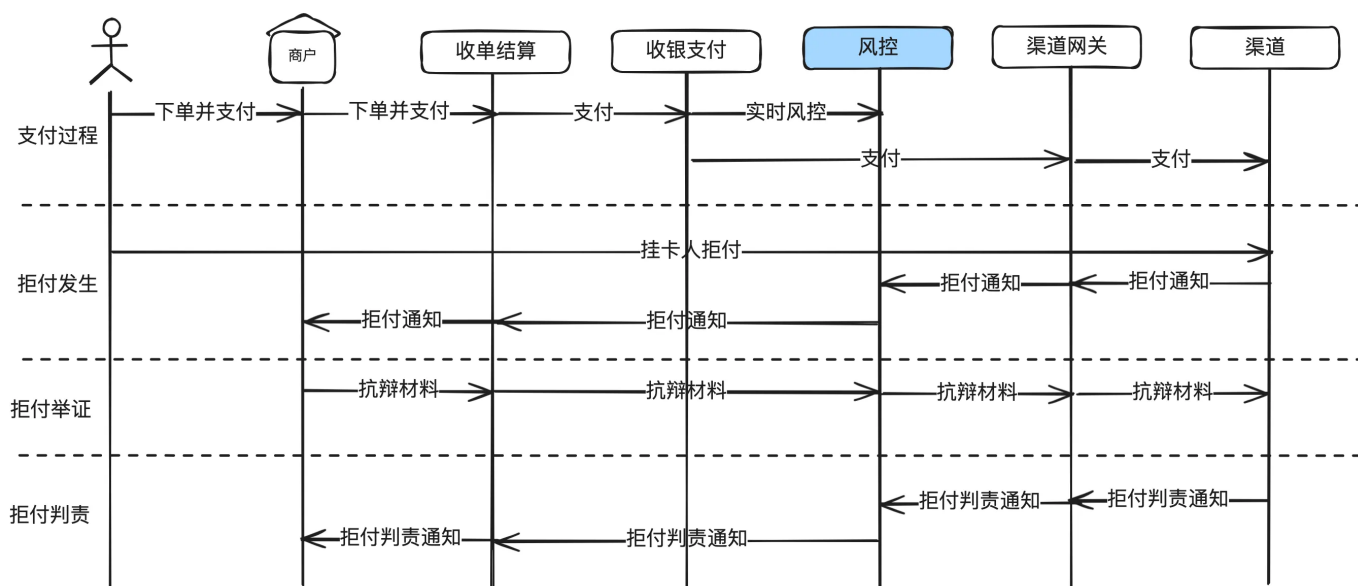 商户
收单结算
收银支付
风控
渠道网关
渠道
支付过程
下单并支付
下单并支付
支付
实时风控
支付
支付
拒付发生
挂卡人拒付
拒付通知
拒付通知
拒付通知
拒付通知
拒付举证
抗辩材料
抗辩材料
抗辩材料
抗辩材料
拒付判责
拒付判责通知
拒付判责通知
拒付判责通知
拒付判责通知